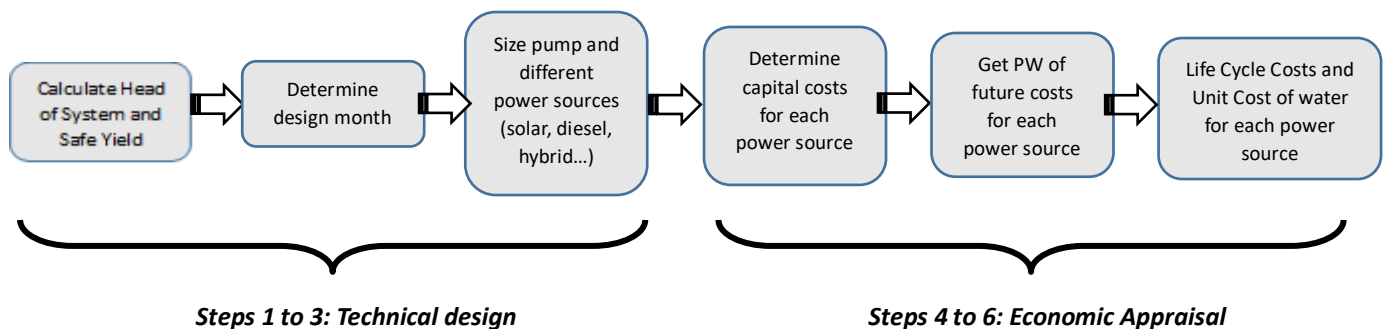 Calculate Head
of System and
Safe Yield
Determine
design month
Size pump and
different
power sources
(solar, diesel,
hybrid...)
Determine
capital costs
for each
power source
Get PW of
future costs
for each
power source
Life Cycle Costs and
Unit Cost of water
for each power
source
Steps 1 to 3: Technical design
Steps 4 to 6: Economic Appraisal